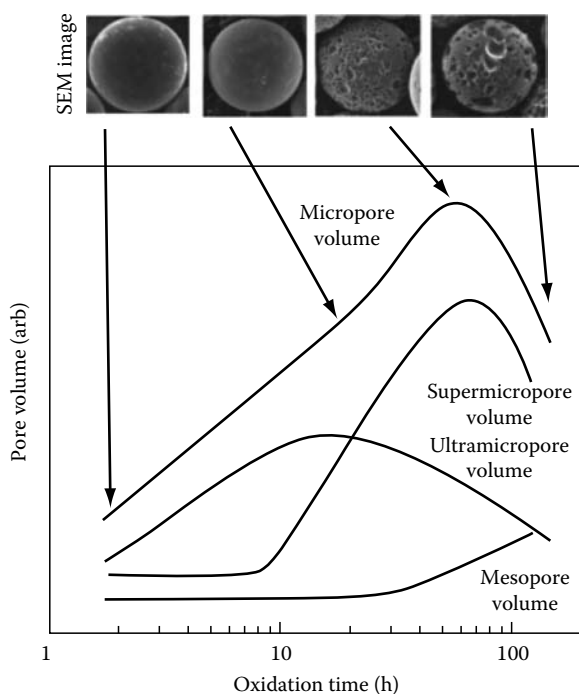 SEM image
Micropore
volume
Pore volume (arb)
Supermicropore
volume
Ultramicropore
volume
Mesopore
volume
1
10
100
Oxidation time (h)